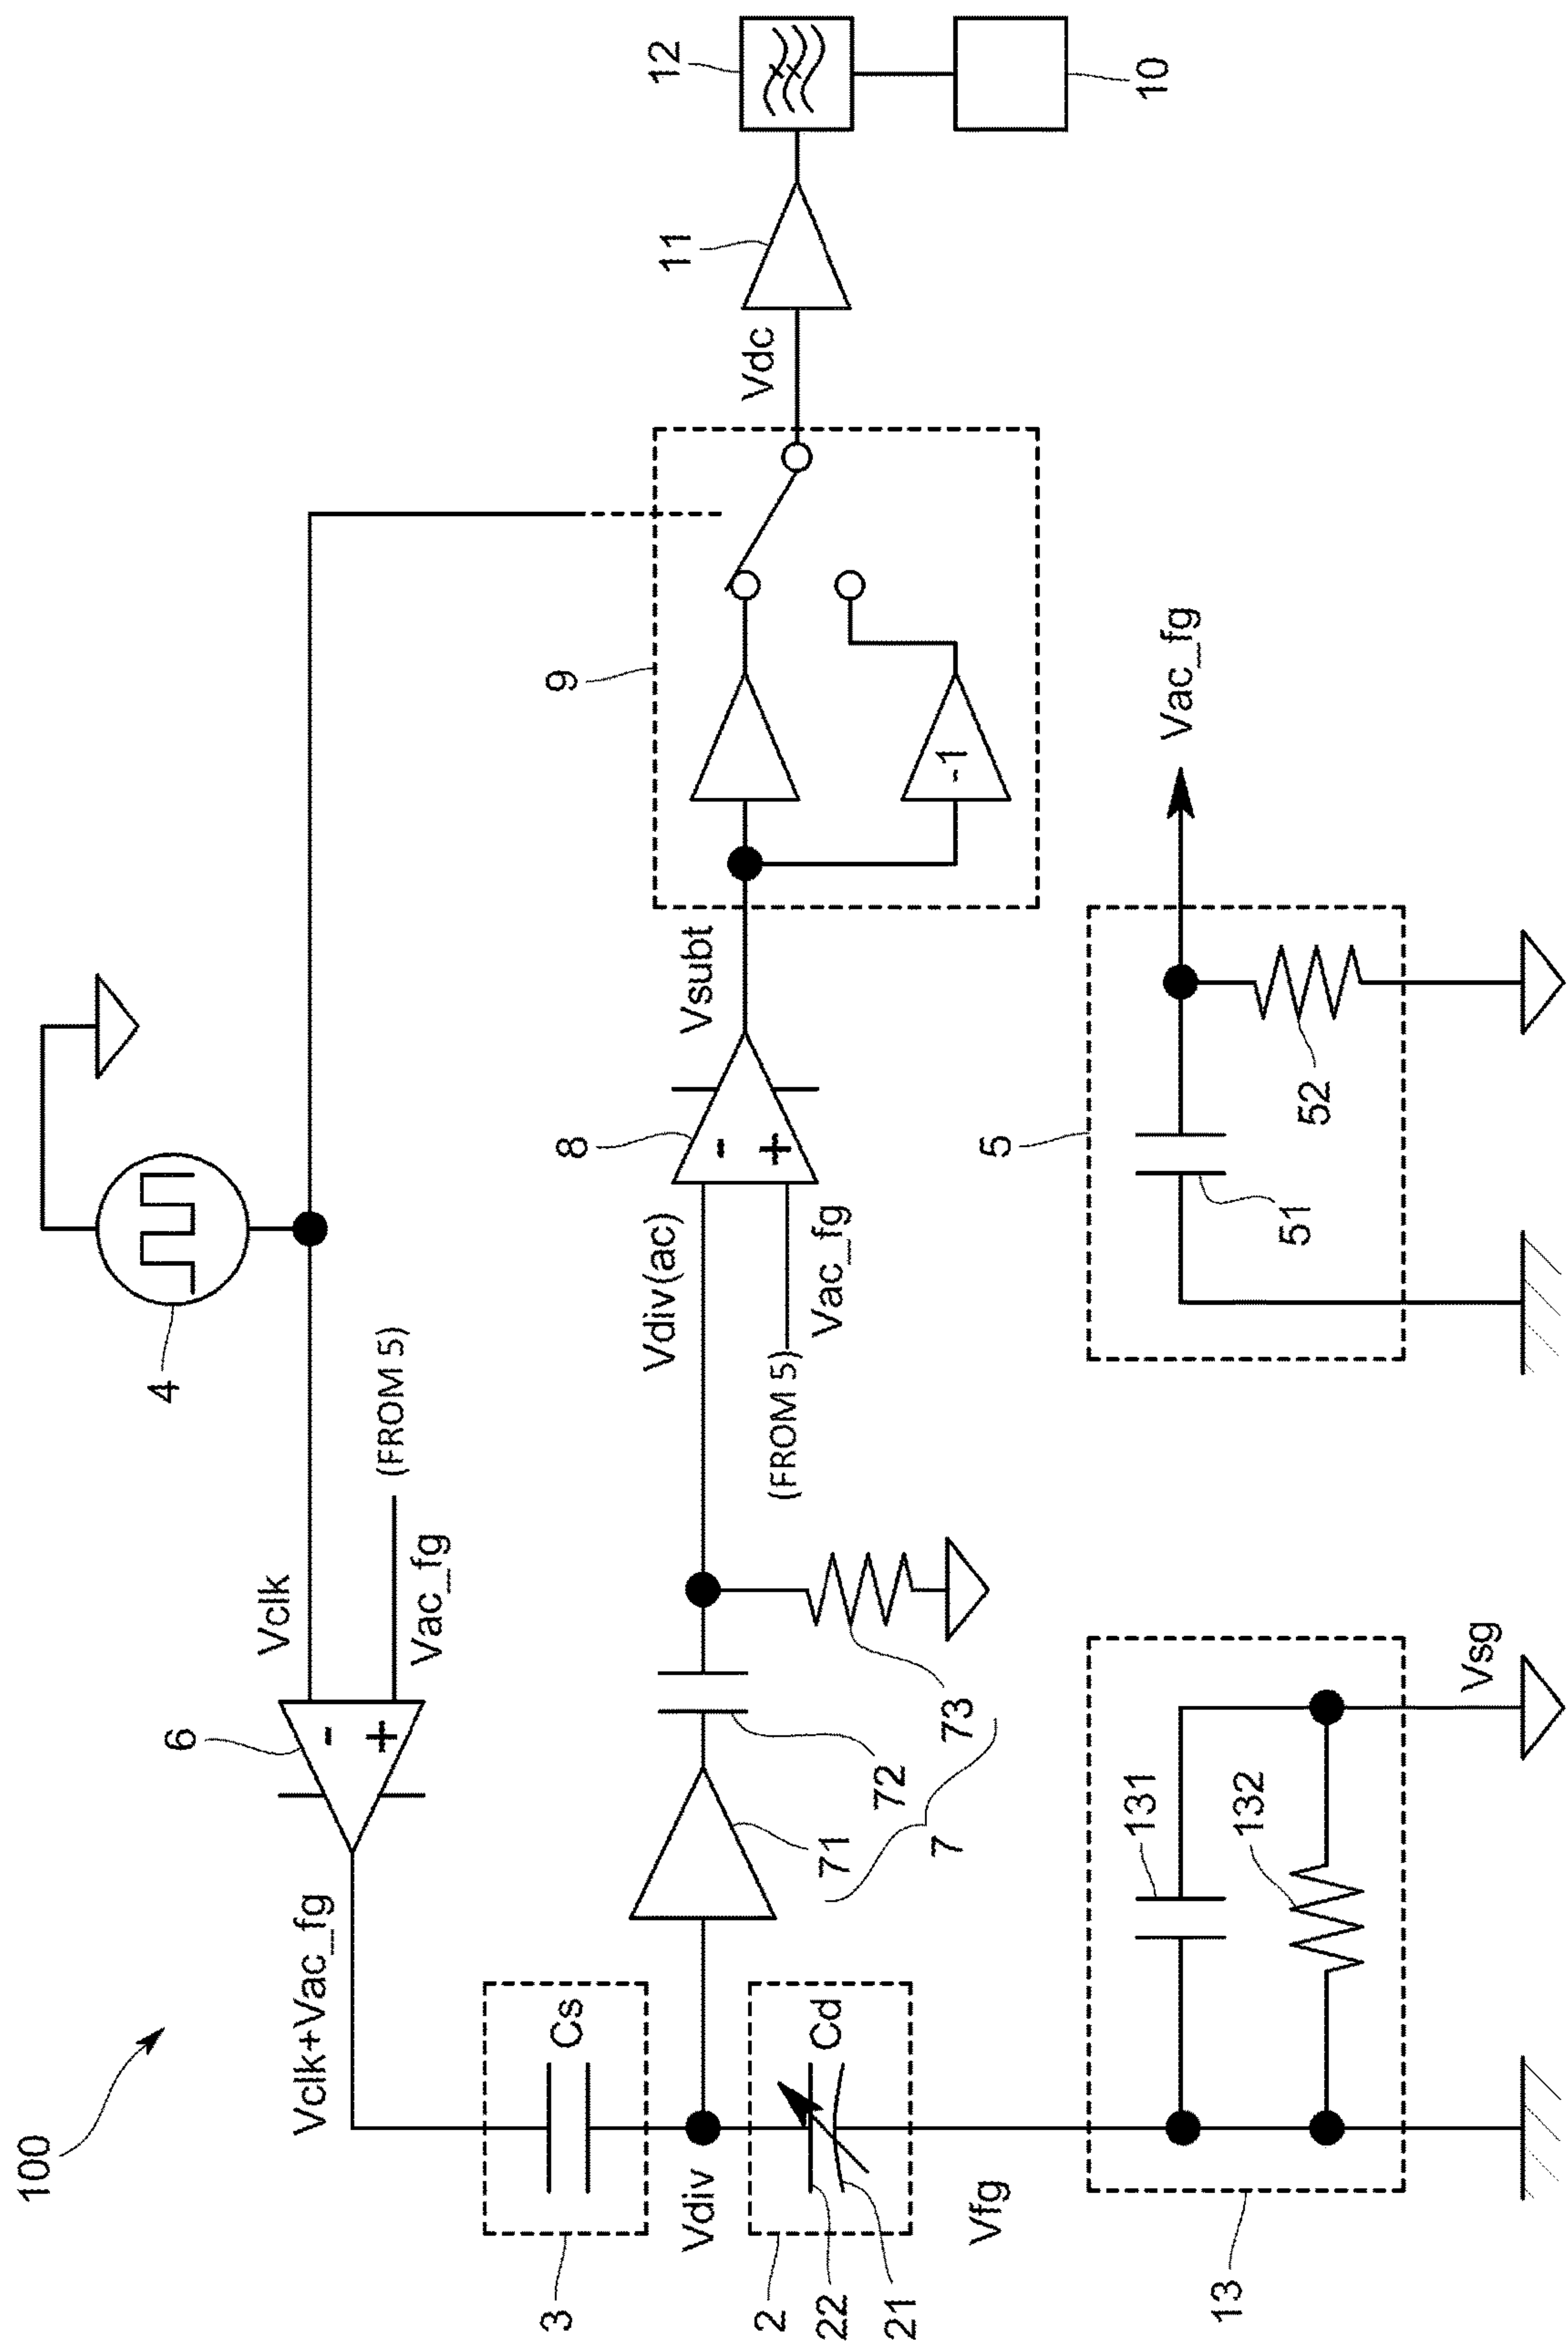 100
4
Vclk
6
Vac_fg
(FROM 5)
-
+
Vclk+Vac_fg
3
Cs
Vdiv
2
Cd
22
21
Vfg
71
72
73
7
Vdiv(ac)
(FROM 5)
Vac_fg
8
-
+
Vsubt
9
-1
Vdc
11
12
10
13
131
132
Vsg
5
51
52
Vac_fg